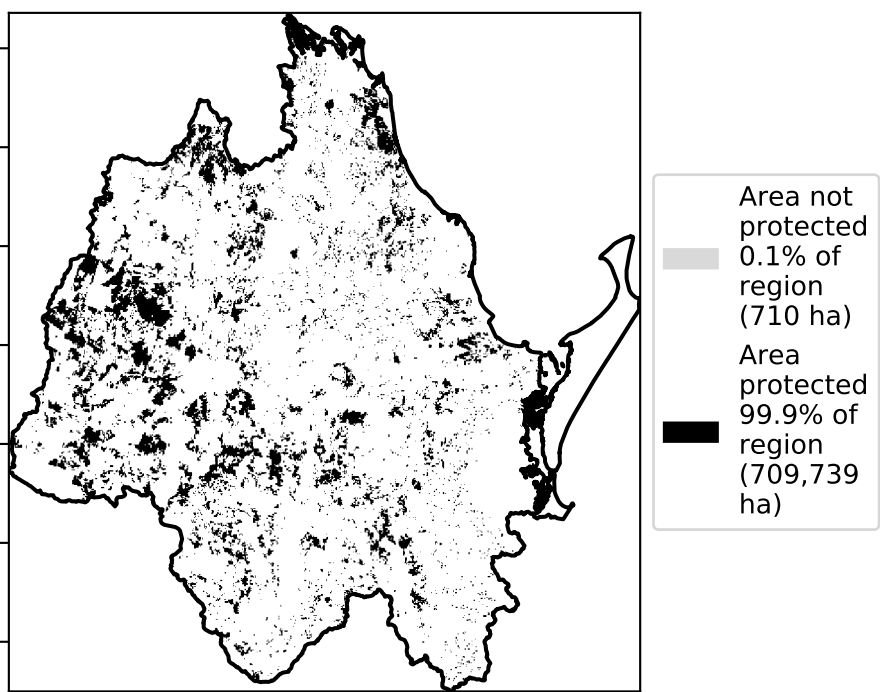 Area not
protected
0.1% of
region
(710 ha)
Area
protected
99.9% of
region
(709,739
ha)